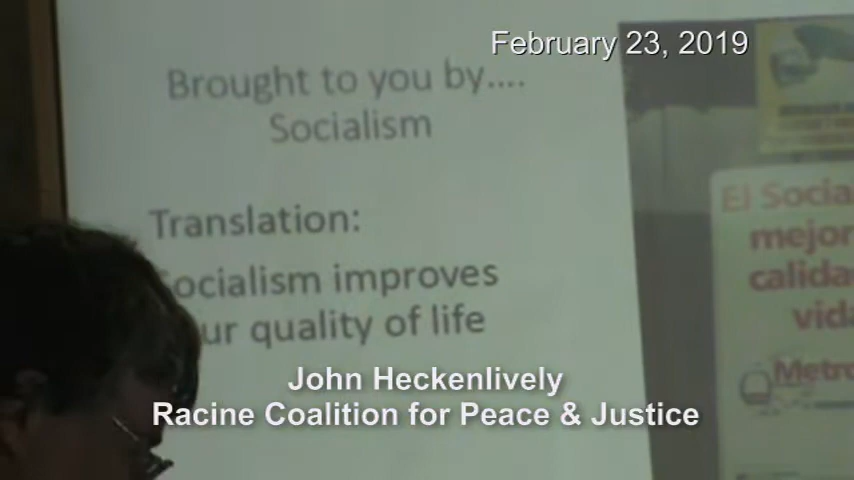 February 23, 2019
Brought to you by....
Socialism
Translation:
Socialism improves
our quality of life
El Socia
mejor
calida
vida
Metro
John Heckenlively
Racine Coalition for Peace & Justice